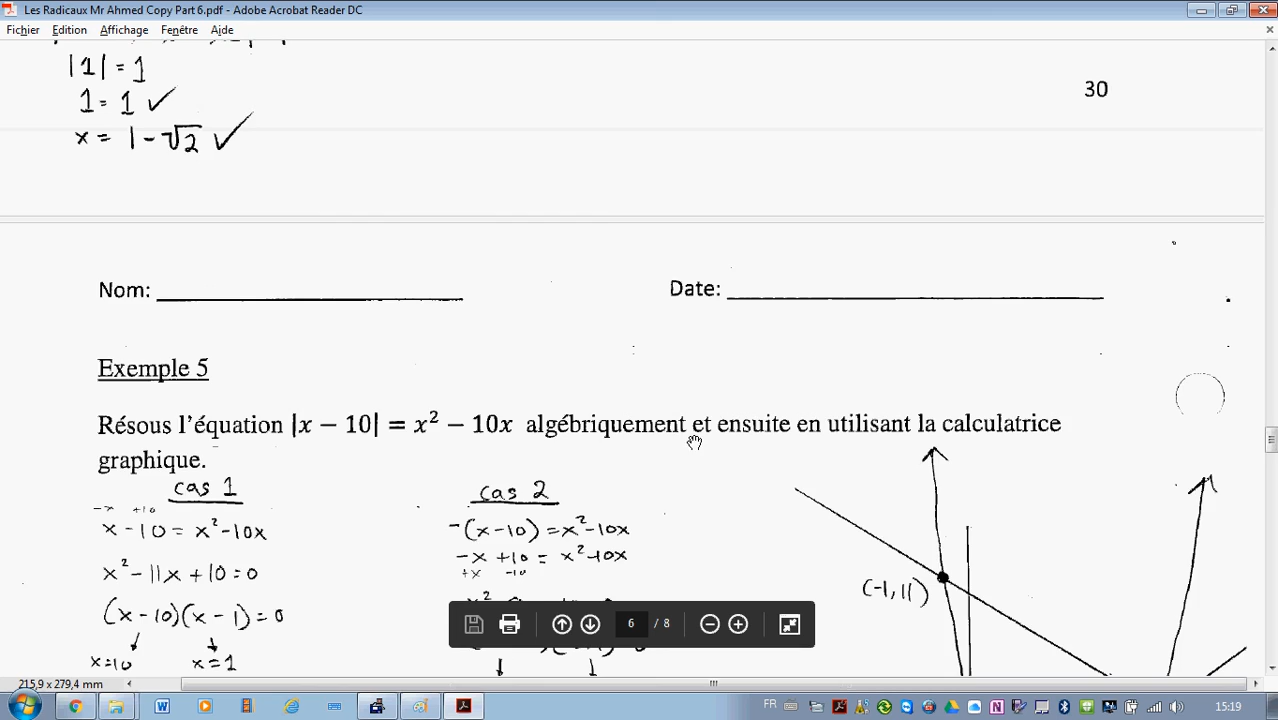 Les Radicaux Mr Ahmed Copy Part 6.pdf - Adobe Acrobat Reader DC
Fichier Edition Affichage Fenêtre Aide
|1| = 1
1 = 1 ✓
x = 1 - √2 ✓
30
Nom: Date:
Exemple 5
Résous l'équation |x − 10| = x² − 10x algébriquement et ensuite en utilisant la calculatrice
graphique.
cas 1
-x +10
x - 10 = x² - 10x
x² - 11x + 10 = 0
(x - 10)(x - 1) = 0
x=10 x=1
cas 2
-(x-10) = x² - 10x
-x + 10 = x² - 10x
+x -10
(-1, 11)
6 / 8
215,9 x 279,4 mm
FR 15:19